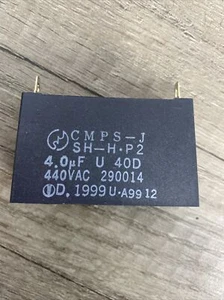 CMPS-J
SH-H·P2
4.0μF U 40D
440VAC 290014
D, 1999 U·A99 12